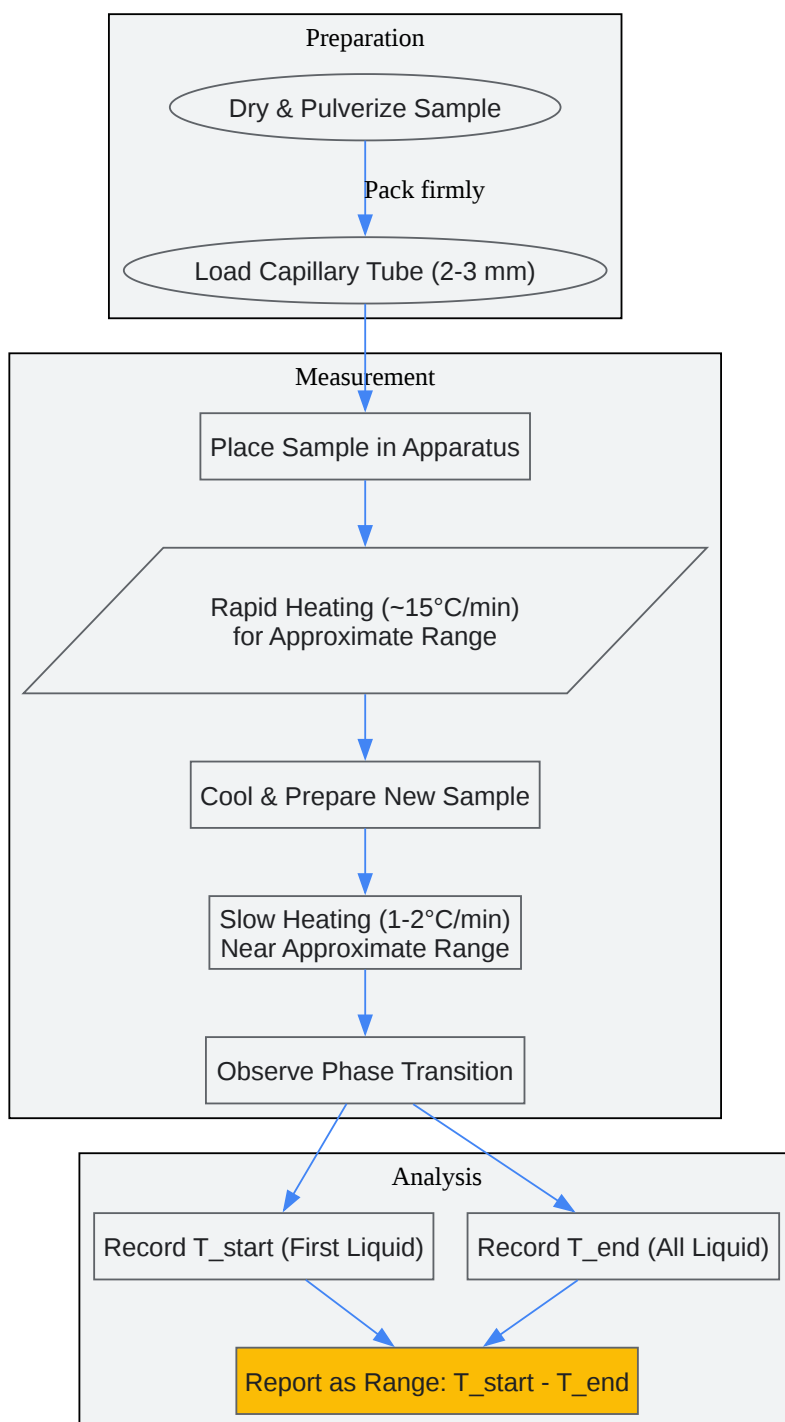 Preparation
Dry & Pulverize Sample
Pack firmly
Load Capillary Tube (2-3 mm)
Measurement
Place Sample in Apparatus
Rapid Heating (~15°C/min)
for Approximate Range
Cool & Prepare New Sample
Slow Heating (1-2°C/min)
Near Approximate Range
Observe Phase Transition
Analysis
Record T_start (First Liquid)
Record T_end (All Liquid)
Report as Range: T_start - T_end